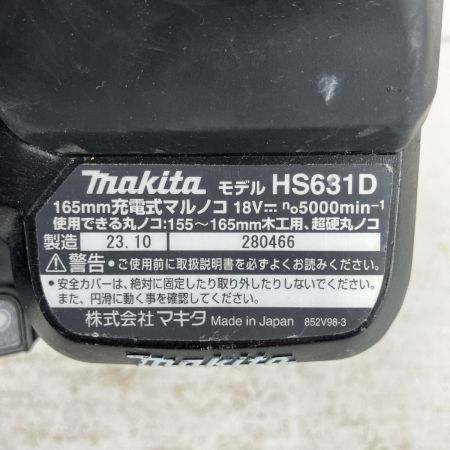 makita モデル HS631D
165mm充電式マルノコ 18V⎓ n₀5000min⁻¹
使用できる丸ノコ:155〜165mm木工用、超硬丸ノコ
製造 23.10 280466
⚠警告 • ご使用前に取扱説明書を必ずよくお読みください。
• 安全カバーは、絶対に固定したり取り外したりしないでください。
また、円滑に動く事を確認してください。
株式会社 マキタ Made in Japan 852V98-3
makita